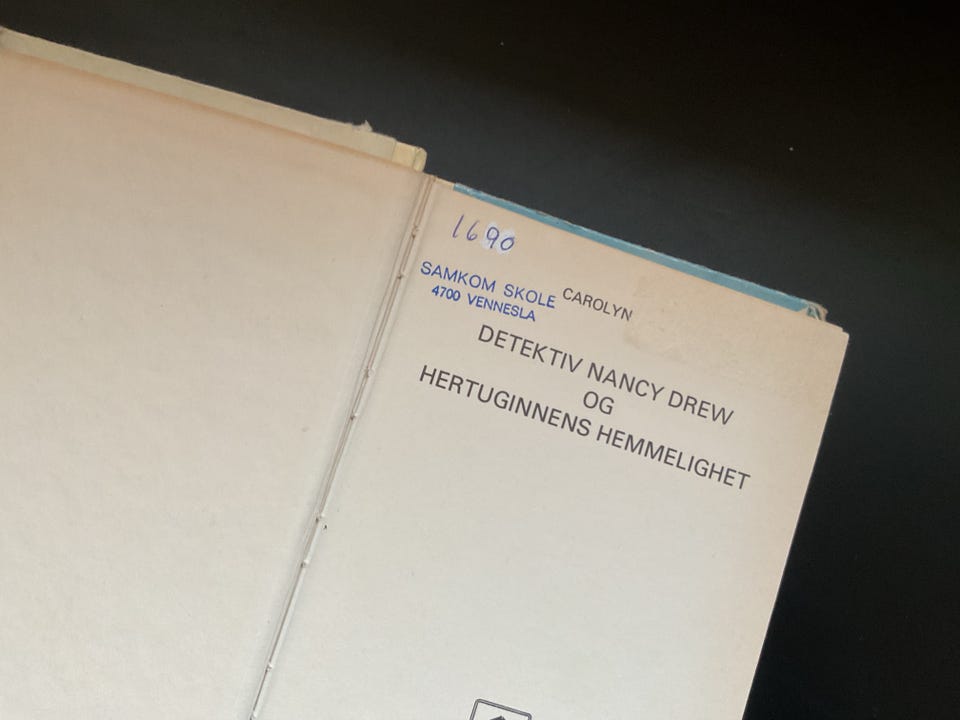 1690
SAMKOM SKOLE
4700 VENNESLA
CAROLYN
DETEKTIV NANCY DREW
OG
HERTUGINNENS HEMMELIGHET